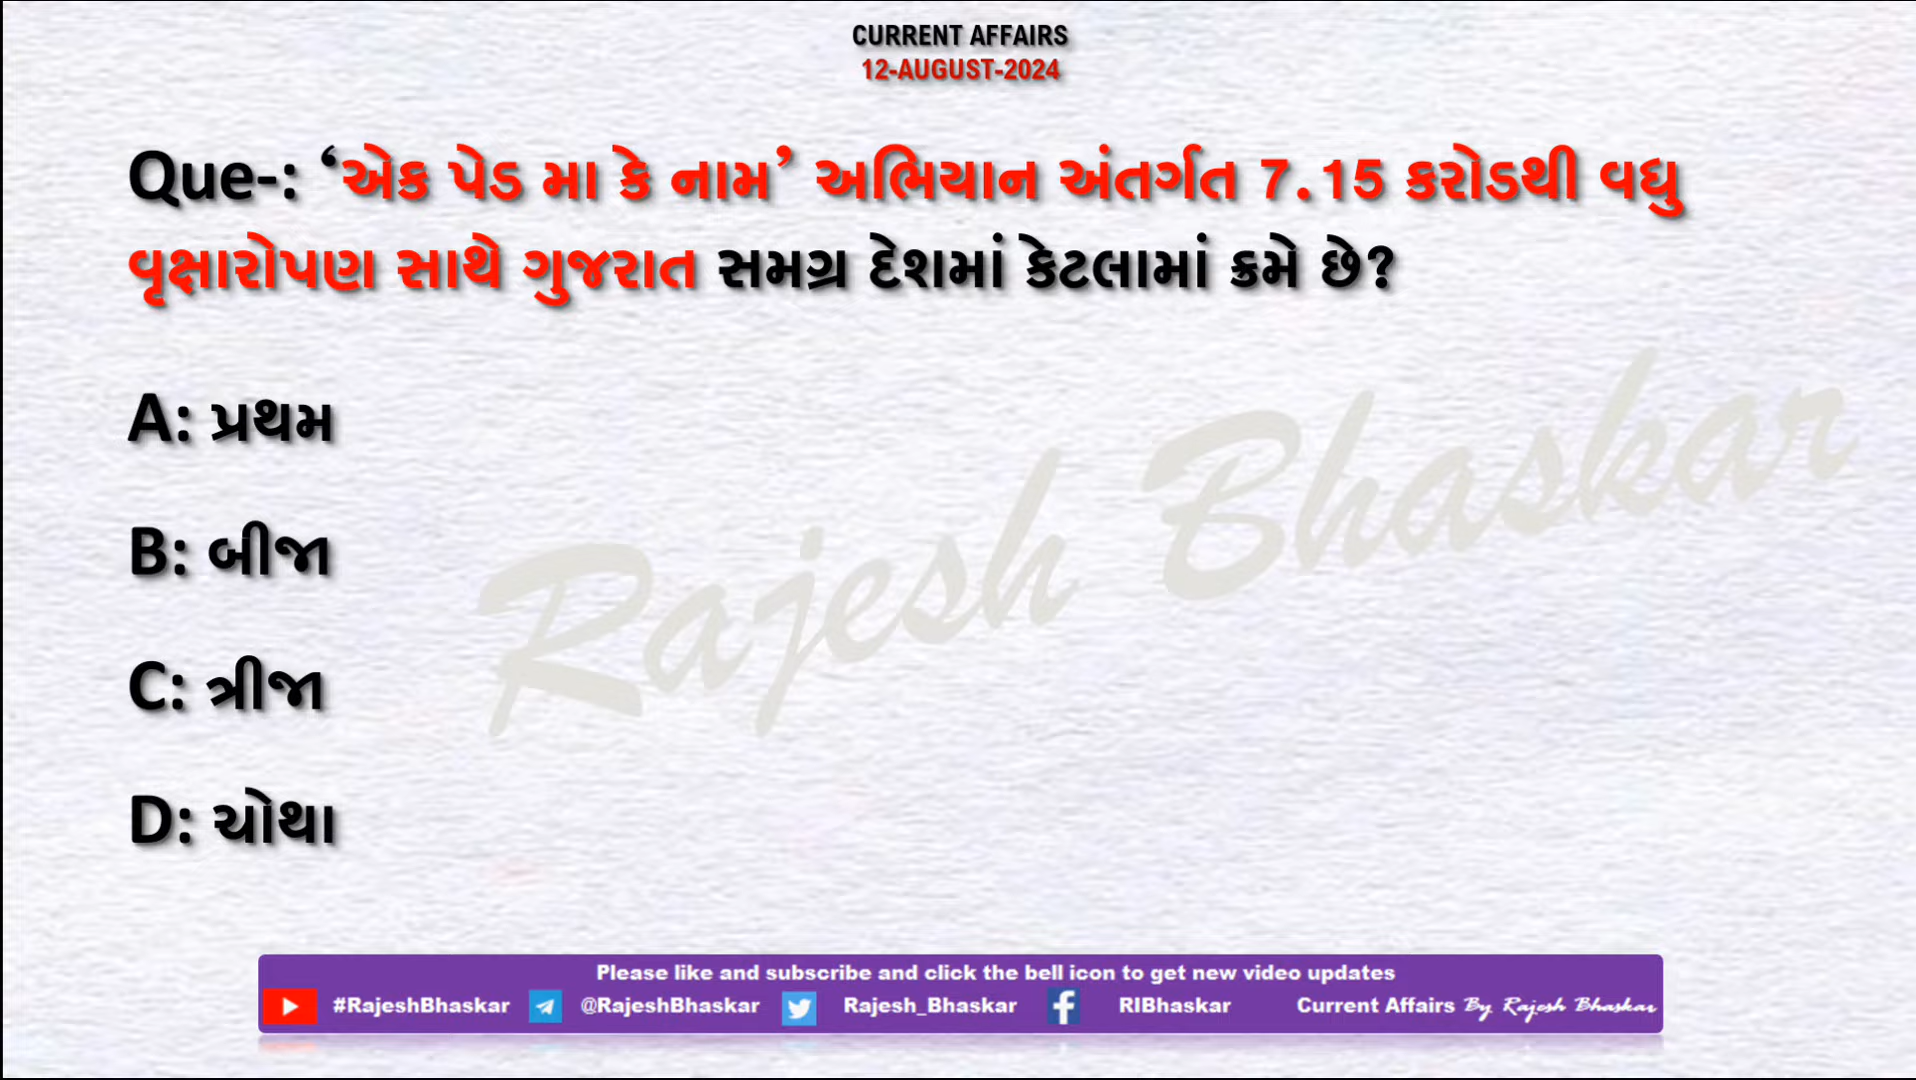 CURRENT AFFAIRS
12-AUGUST-2024
Que-: ‘એક પેડ મા કે નામ’ અભિયાન અંતર્ગત 7.15 કરોડથી વધુ
વૃક્ષારોપણ સાથે ગુજરાત સમગ્ર દેશમાં કેટલામાં ક્રમે છે?
A: પ્રથમ
B: બીજા
C: ત્રીજા
D: ચોથા
Rajesh Bhaskar
Please like and subscribe and click the bell icon to get new video updates
#RajeshBhaskar @RajeshBhaskar Rajesh_Bhaskar RIBhaskar Current Affairs By Rajesh Bhaskar